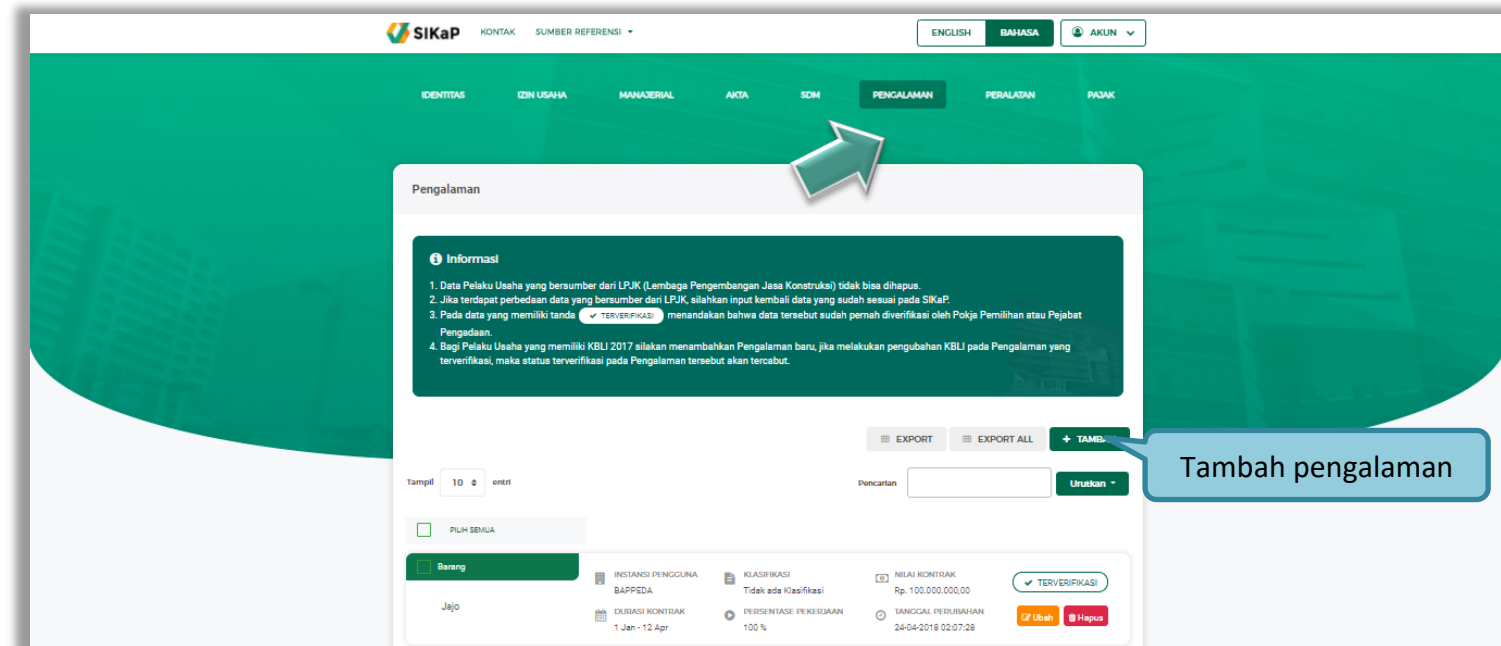 SIKaP KONTAK SUMBER REFERENSI ENGLISH BAHASA AKUN
IDENTITAS IZIN USAHA MANAJERIAL AKTA SDM PENGALAMAN PERALATAN PAJAK
Pengalaman
Informasi
1. Data Pelaku Usaha yang bersumber dari LPJK (Lembaga Pengembangan Jasa Konstruksi) tidak bisa dihapus.
2. Jika terdapat perbedaan data yang bersumber dari LPJK, silahkan input kembali data yang sudah sesuai pada SIKaP.
3. Pada data yang memiliki tanda TERVERIFIKASI menandakan bahwa data tersebut sudah pernah diverifikasi oleh Pokja Pemilihan atau Pejabat
Pengadaan.
4. Bagi Pelaku Usaha yang memiliki KBLI 2017 silakan menambahkan Pengalaman baru, jika melakukan pengubahan KBLI pada Pengalaman yang
terverifikasi, maka status terverifikasi pada Pengalaman tersebut akan tercabut.
EXPORT EXPORT ALL + TAMBA
Tambah pengalaman
Tampil 10 entri Pencarian Urutkan
PILIH SEMUA
Barang
INSTANSI PENGGUNA KLASIFIKASI NILAI KONTRAK
BAPPEDA Tidak ada Klasifikasi Rp. 100.000.000,00 TERVERIFIKASI
Jajo DURASI KONTRAK PERSENTASE PEKERJAAN TANGGAL PERUBAHAN Ubah Hapus
1 Jan - 12 Apr 100 % 24-04-2018 02:07:28